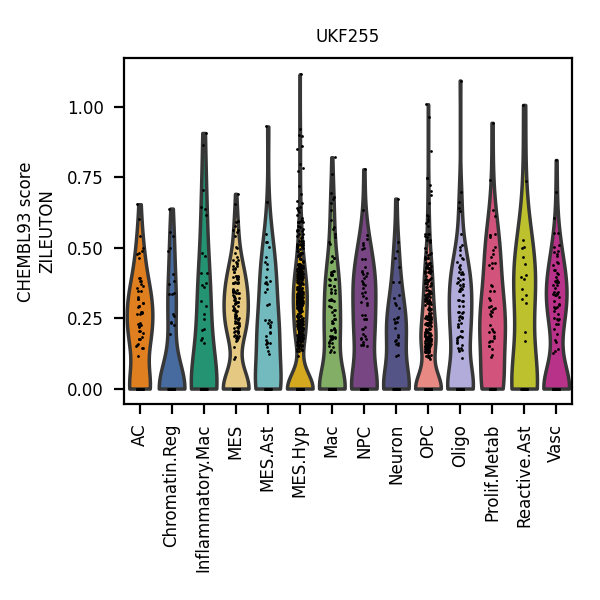 UKF255
CHEMBL93 score
ZILEUTON
1.00
0.75
0.50
0.25
0.00
AC
Chromatin.Reg
Inflammatory.Mac
MES
MES.Ast
MES.Hyp
Mac
NPC
Neuron
OPC
Oligo
Prolif.Metab
Reactive.Ast
Vasc